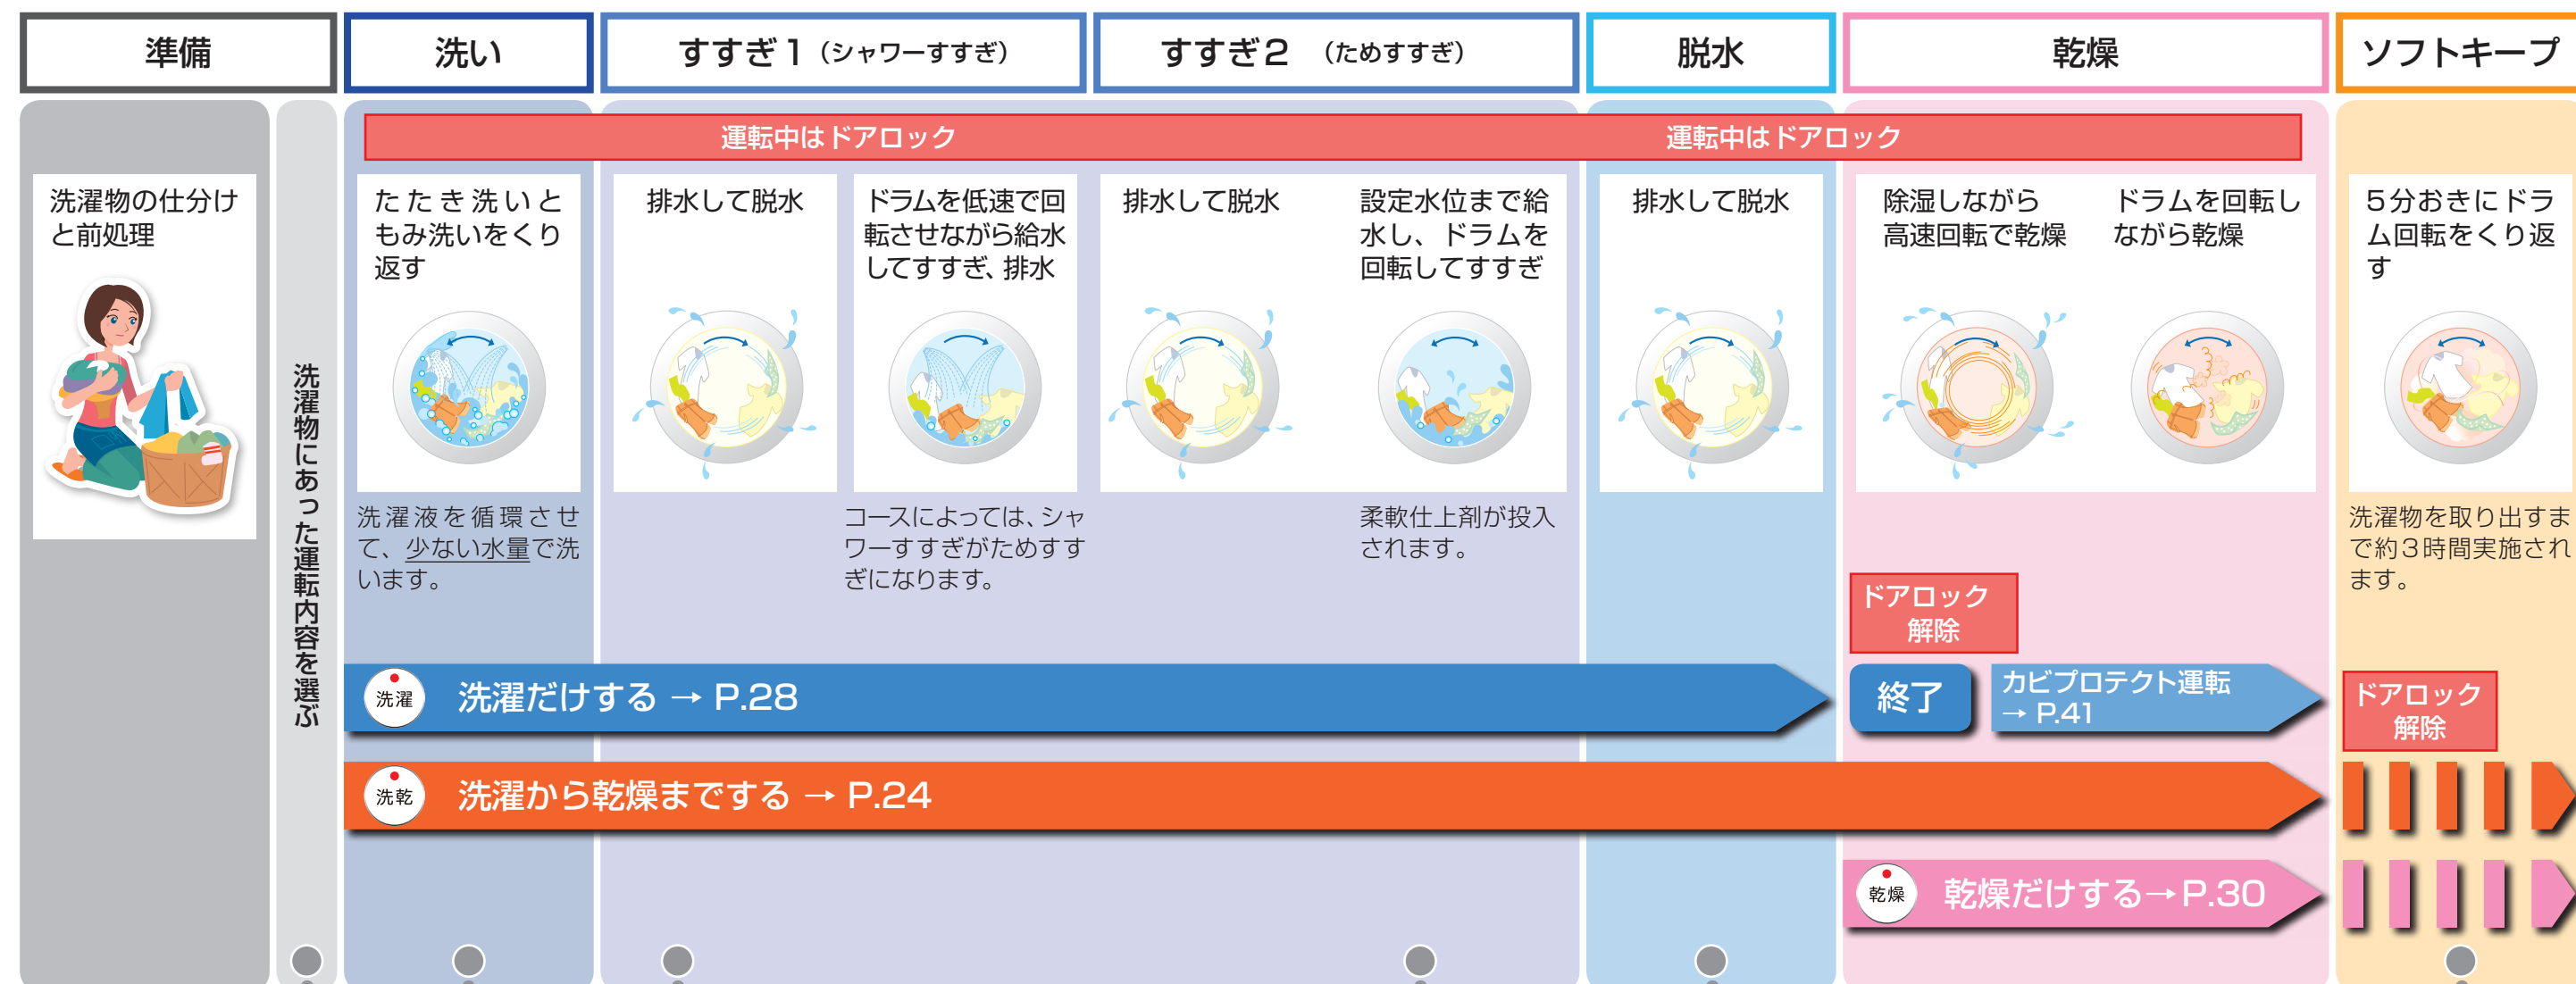 準備
洗い
すすぎ1（シャワーすすぎ）
すすぎ2 （ためすすぎ）
脱水
乾燥
ソフトキープ
運転中はドアロック
運転中はドアロック
洗濯物の仕分け
と前処理
洗濯物にあった運転内容を選ぶ
たたき洗いと
もみ洗いをくり
返す
洗濯液を循環させ
て、少ない水量で洗
います。
排水して脱水
ドラムを低速で回
転させながら給水
してすすぎ、排水
コースによっては、シャ
ワーすすぎがためすす
ぎになります。
排水して脱水
設定水位まで給
水し、ドラムを
回転してすすぎ
柔軟仕上剤が投入
されます。
排水して脱水
除湿しながら
高速回転で乾燥
ドラムを回転し
ながら乾燥
5分おきにドラ
ム回転をくり返
す
洗濯物を取り出すま
で約3時間実施され
ます。
ドアロック
解除
洗濯
洗濯だけする → P.28
終了
カビプロテクト運転
→ P.41
ドアロック
解除
洗乾
洗濯から乾燥までする → P.24
乾燥
乾燥だけする→P.30